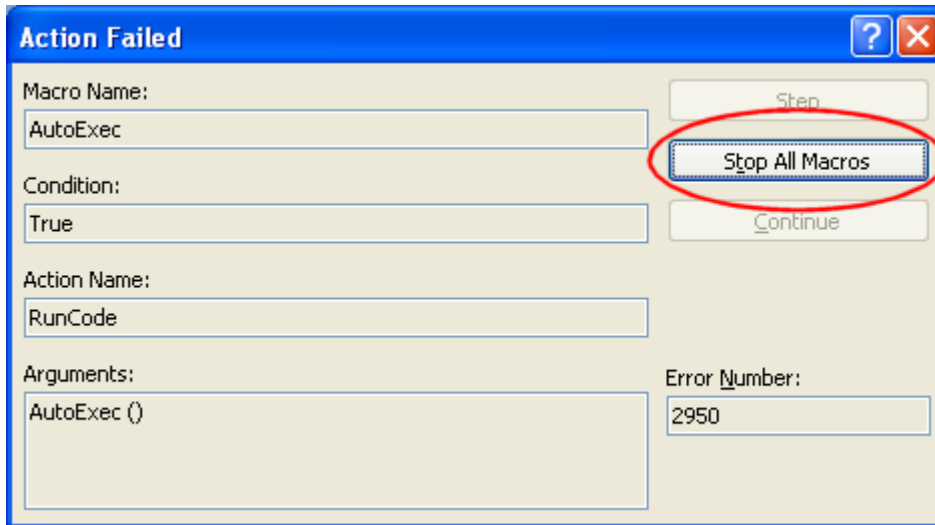 Action Failed
Macro Name:
AutoExec
Step
Stop All Macros
Condition:
True
Continue
Action Name:
RunCode
Arguments:
AutoExec ()
Error Number:
2950